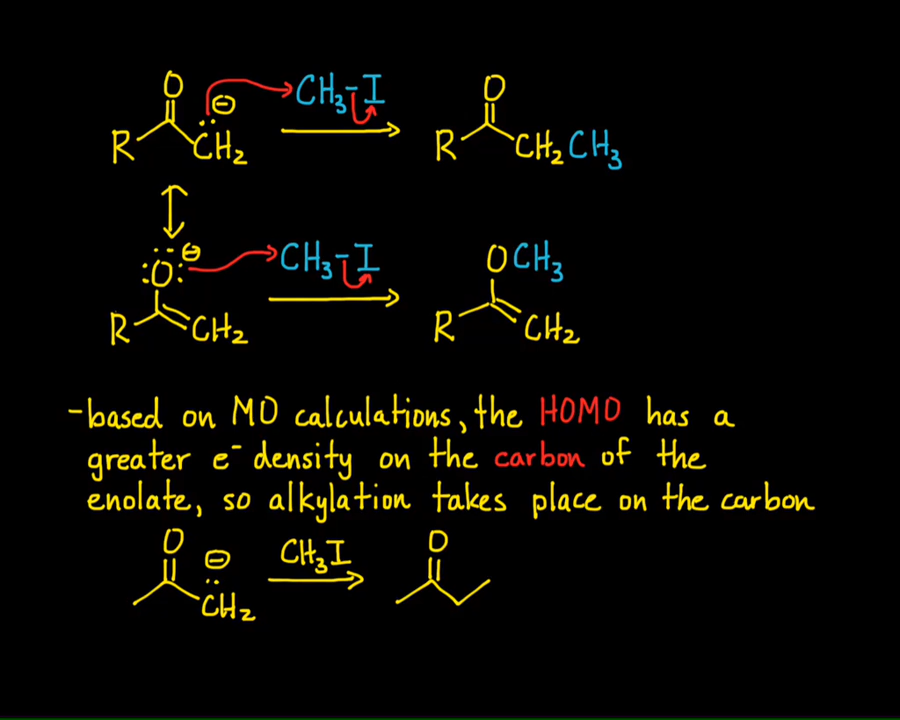 O
⊖
CH₃-I
O
R
CH₂
R
CH₂CH₃
:Ö:⊖
CH₃-I
OCH₃
R
CH₂
R
CH₂
-based on MO calculations, the HOMO has a
greater e⁻ density on the carbon of the
enolate, so alkylation takes place on the carbon
O
⊖
CH₃I
O
CH₂